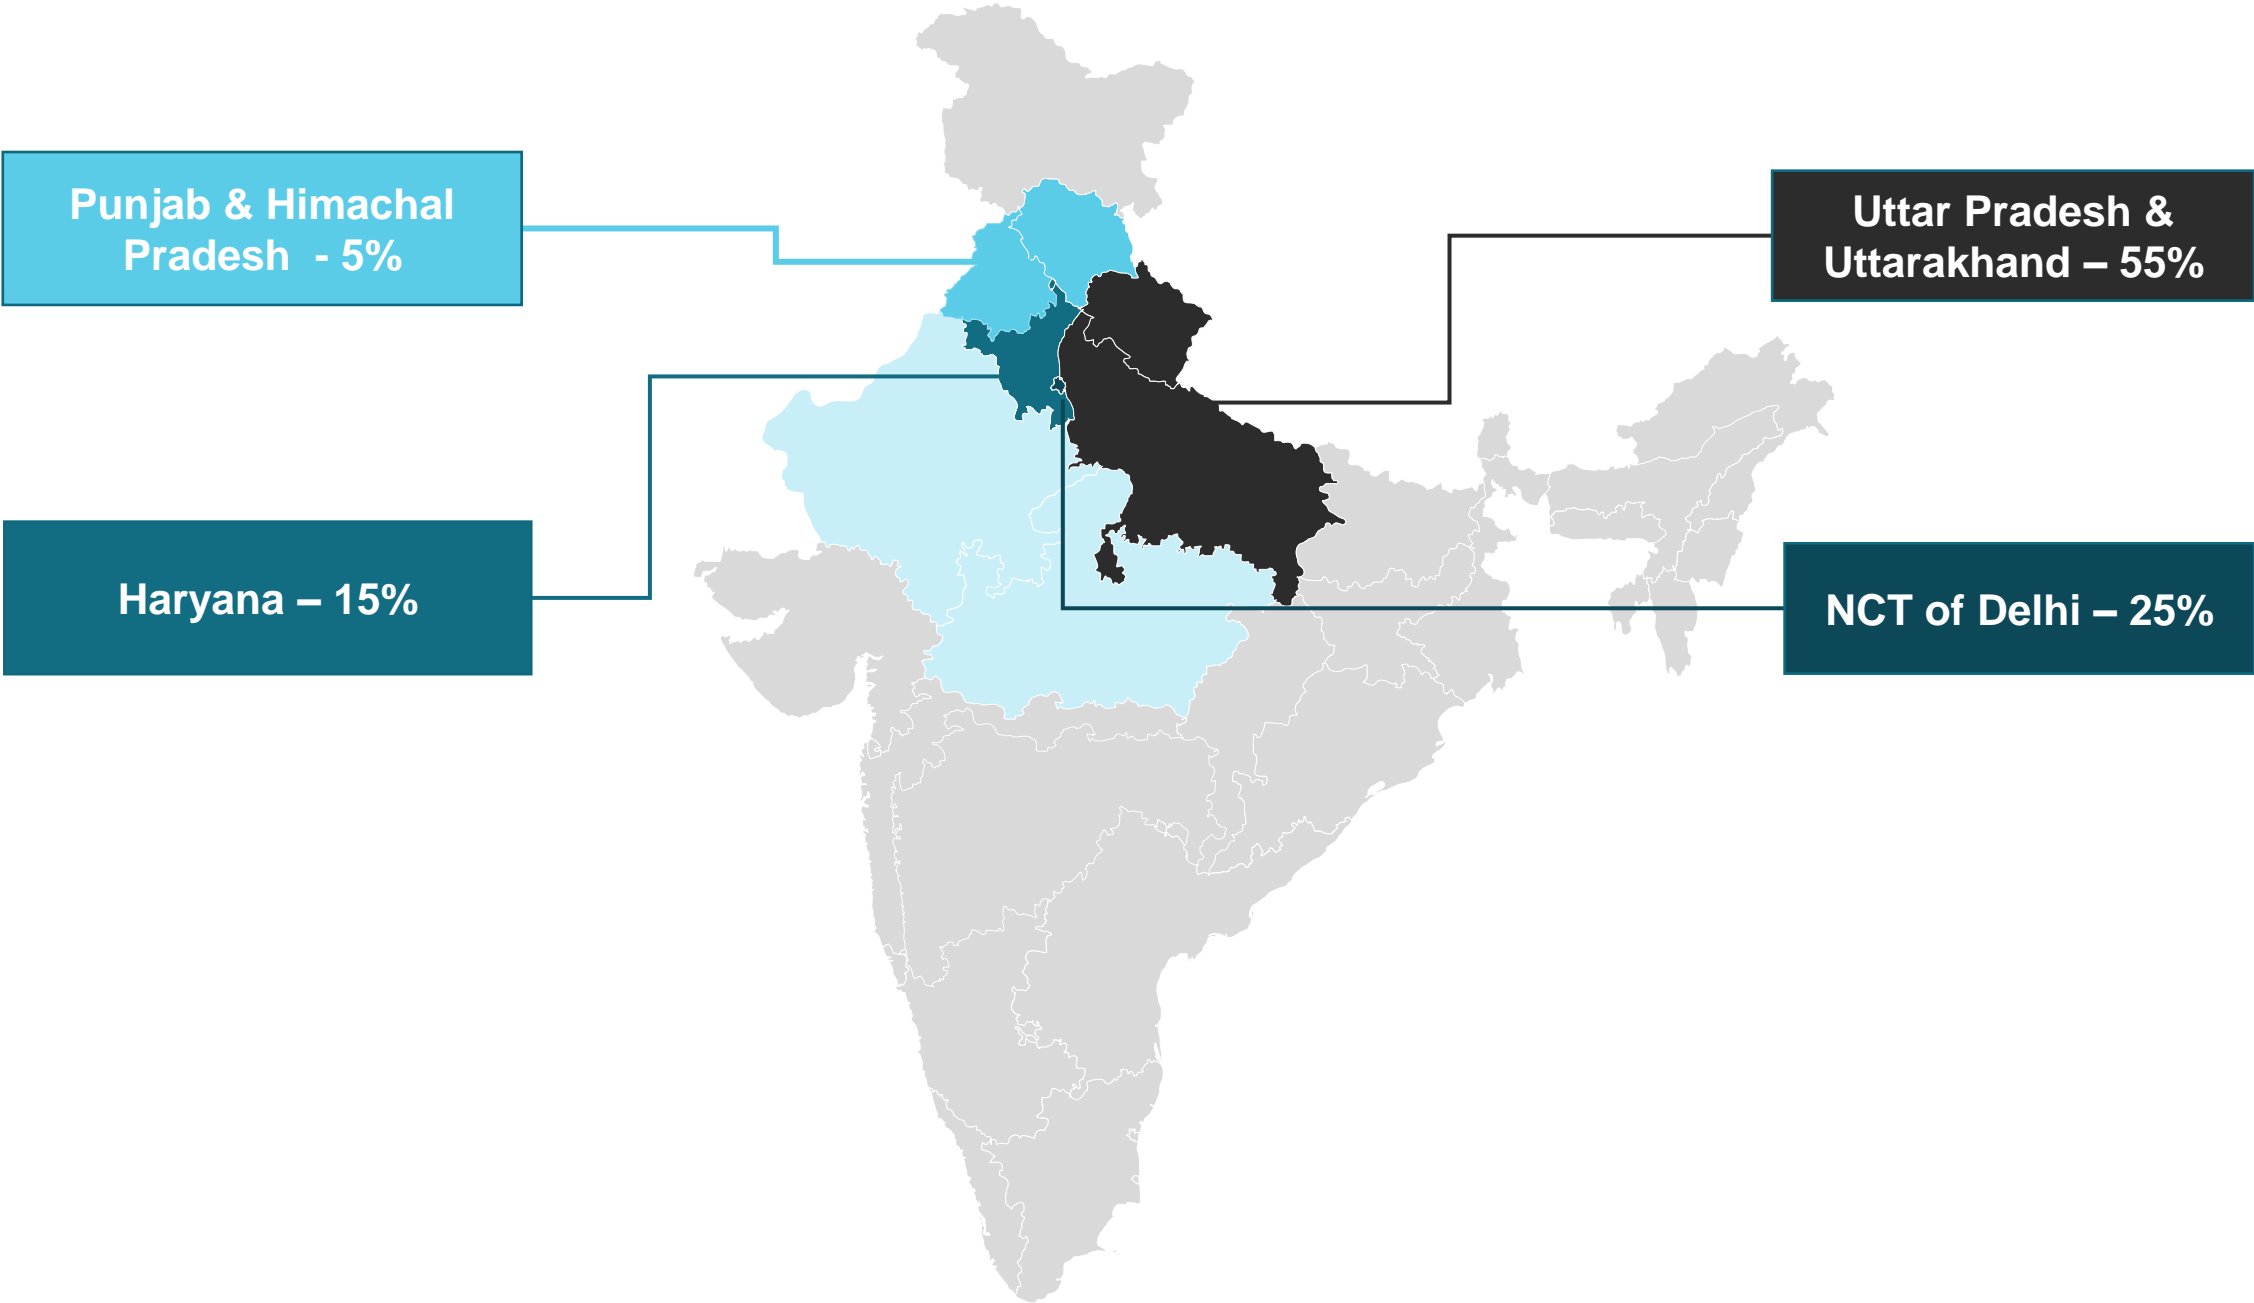 Punjab & Himachal
Pradesh  - 5%
Uttar Pradesh &
Uttarakhand – 55%
Haryana – 15%
NCT of Delhi – 25%